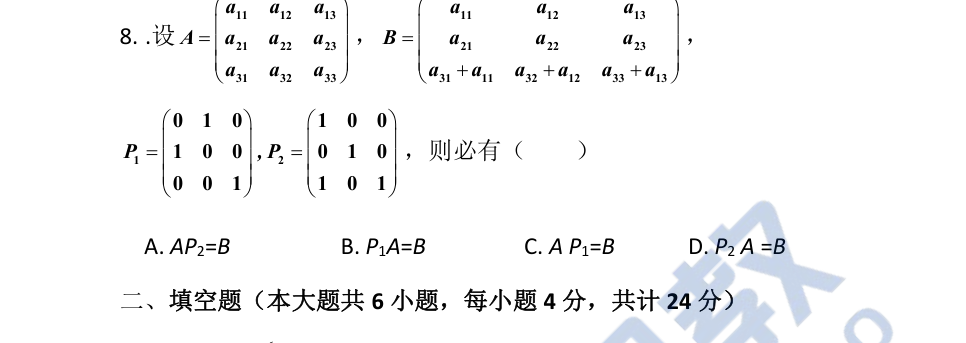 8. .设 A = ( a11 a12 a13 ; a21 a22 a23 ; a31 a32 a33 ) ， B = ( a11 a12 a13 ; a21 a22 a23 ; a31 + a11 a32 + a12 a33 + a13 ) ，
P1 = ( 0 1 0 ; 1 0 0 ; 0 0 1 ) , P2 = ( 1 0 0 ; 0 1 0 ; 1 0 1 ) ，则必有（ ）
A. AP2=B B. P1A=B C. A P1=B D. P2 A =B
二、填空题（本大题共 6 小题，每小题 4 分，共计 24 分）